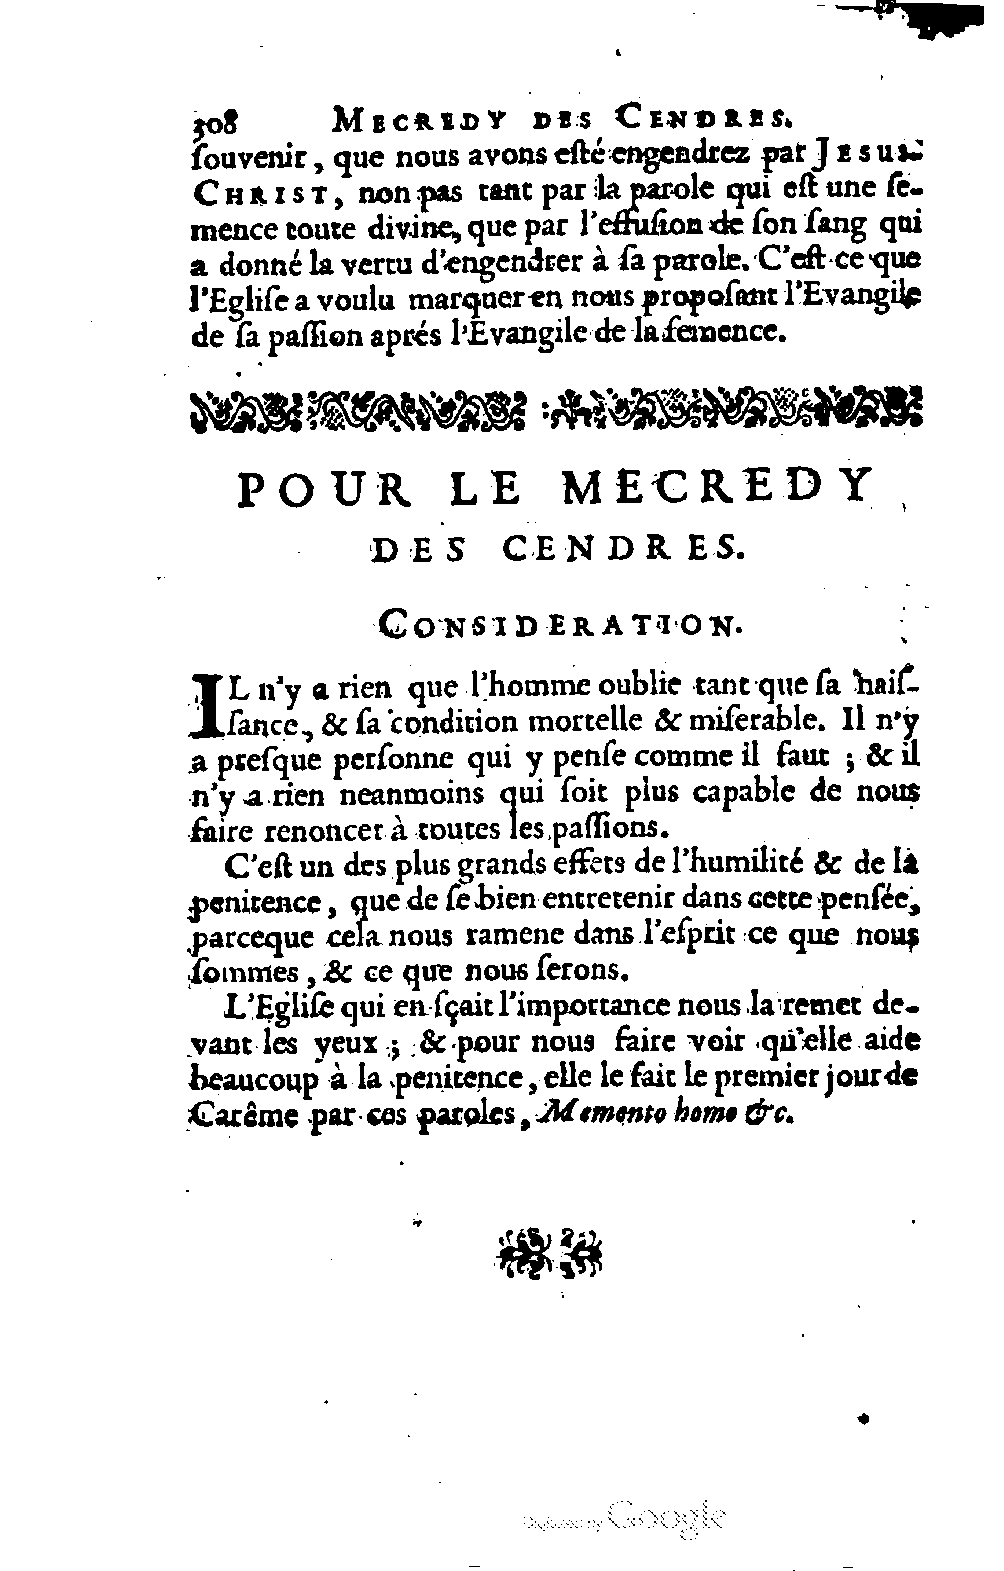 308 MECREDY DES CENDRES.
ſouvenir, que nous avons eſté engendrez par JESUS-
CHRIST, non pas tant par la parole qui eſt une ſe-
mence toute divine, que par l'effuſion de ſon ſang qui
a donné la vertu d'engendrer à ſa parole. C'eſt ce que
l'Egliſe a voulu marquer en nous propoſant l'Evangile
de ſa paſſion aprés l'Evangile de la ſemence.
POUR LE MECREDY
DES CENDRES.
CONSIDERATION.
IL n'y a rien que l'homme oublie tant que ſa naiſ-
ſance, & ſa condition mortelle & miſerable. Il n'y
a preſque perſonne qui y penſe comme il faut ; & il
n'y a rien neanmoins qui ſoit plus capable de nous
faire renoncer à toutes les paſſions.
C'eſt un des plus grands effets de l'humilité & de la
penitence, que de ſe bien entretenir dans cette penſée,
parceque cela nous ramene dans l'eſprit ce que nous
ſommes, & ce que nous ſerons.
L'Egliſe qui en ſçait l'importance nous la remet de-
vant les yeux ; & pour nous faire voir qu'elle aide
beaucoup à la penitence, elle le fait le premier jour de
Carême par ces paroles, Memento homo &c.
Digitized by Google